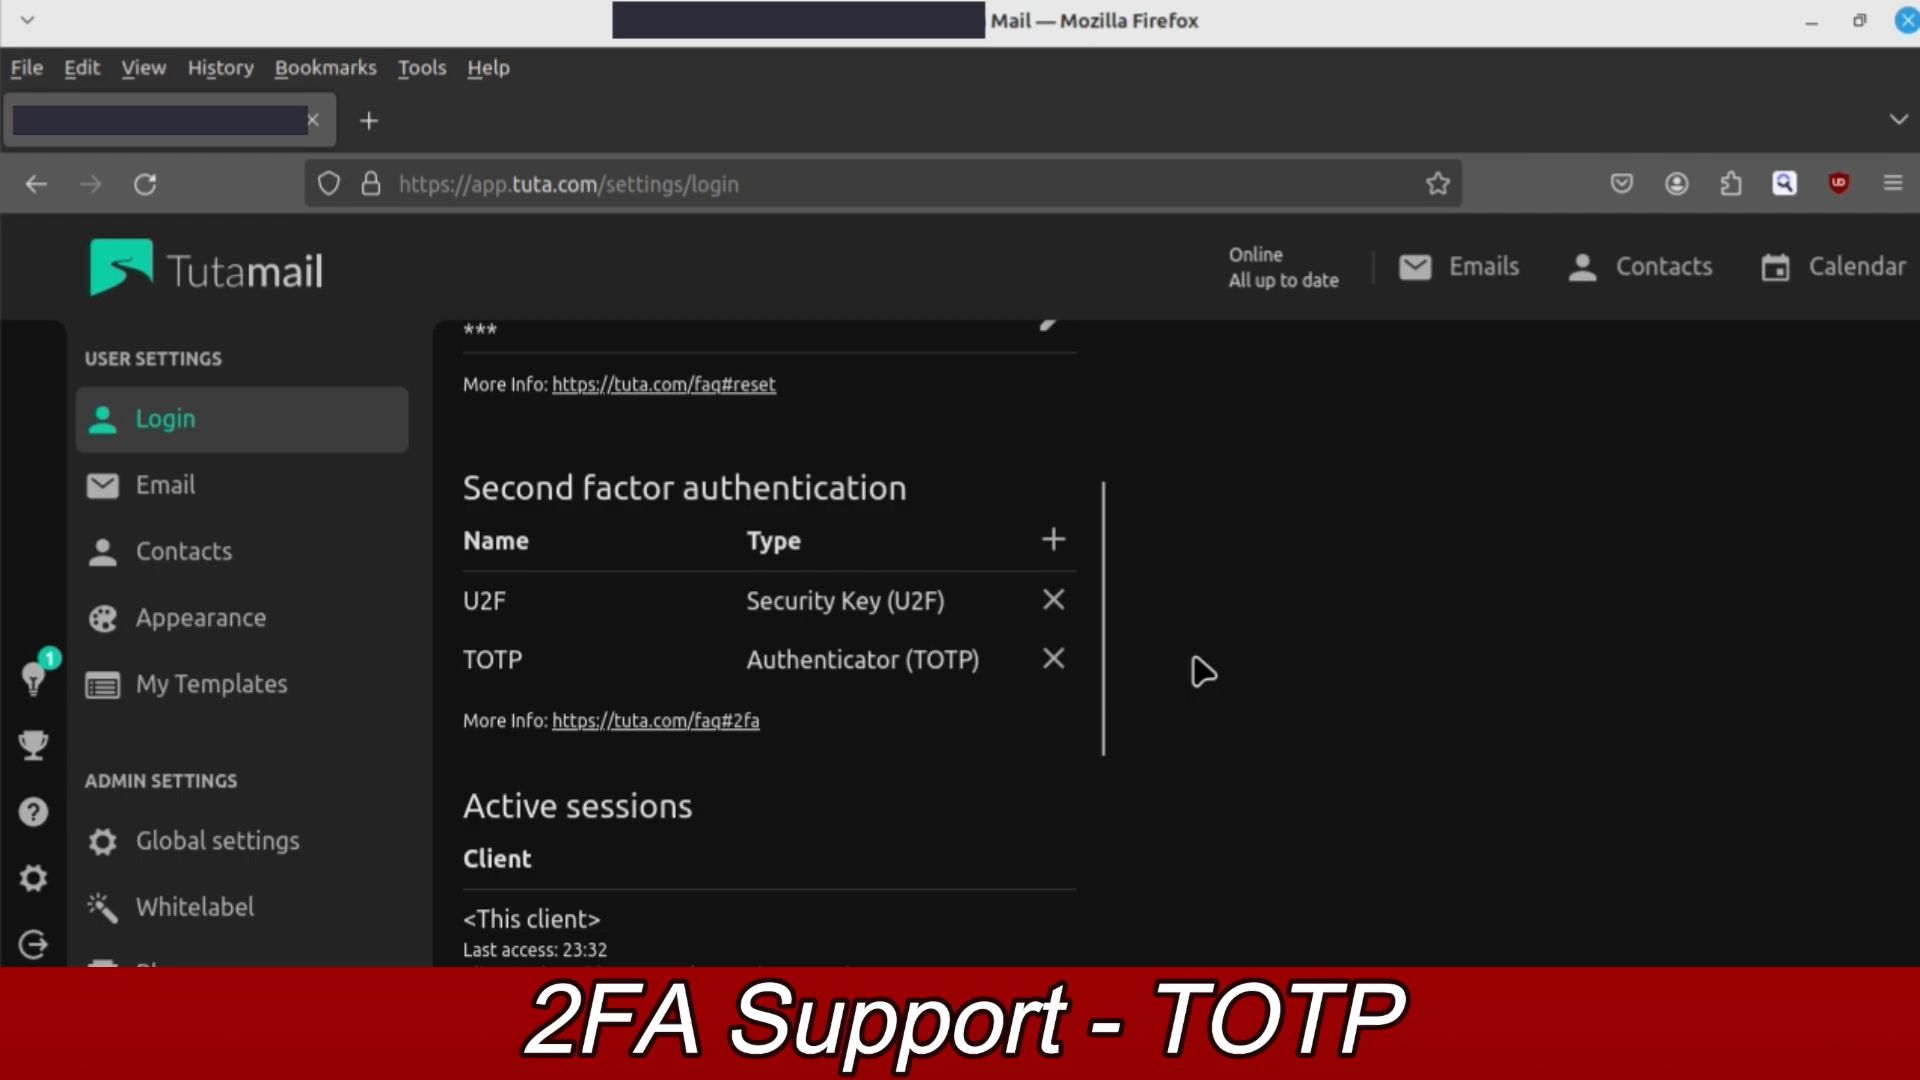 Mail — Mozilla Firefox
File Edit View History Bookmarks Tools Help
https://app.tuta.com/settings/login
Tutamail
Online
All up to date
Emails
Contacts
Calendar
USER SETTINGS
Login
Email
Contacts
Appearance
My Templates
1
ADMIN SETTINGS
Global settings
Whitelabel
***
More Info: https://tuta.com/faq#reset
Second factor authentication
Name Type
U2F Security Key (U2F)
TOTP Authenticator (TOTP)
More Info: https://tuta.com/faq#2fa
Active sessions
Client
<This client>
Last access: 23:32
2FA Support - TOTP